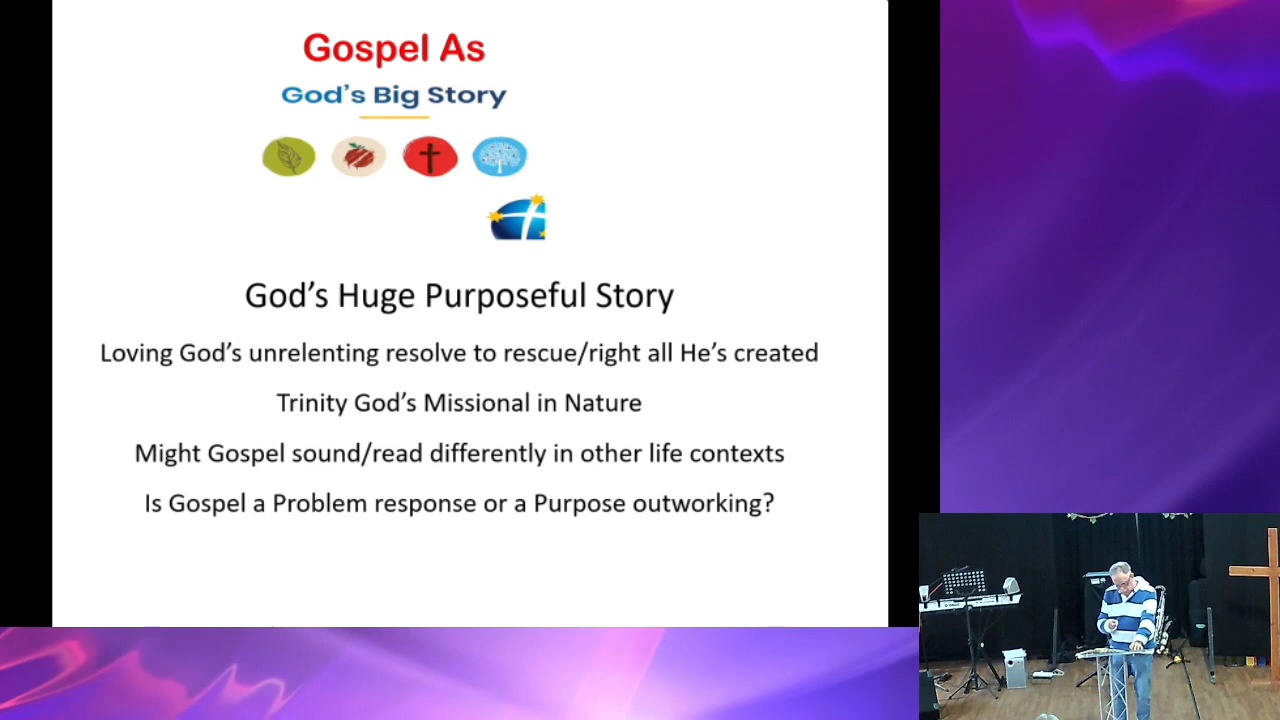 Gospel As
God's Big Story
God's Huge Purposeful Story
Loving God's unrelenting resolve to rescue/right all He's created
Trinity God's Missional in Nature
Might Gospel sound/read differently in other life contexts
Is Gospel a Problem response or a Purpose outworking?